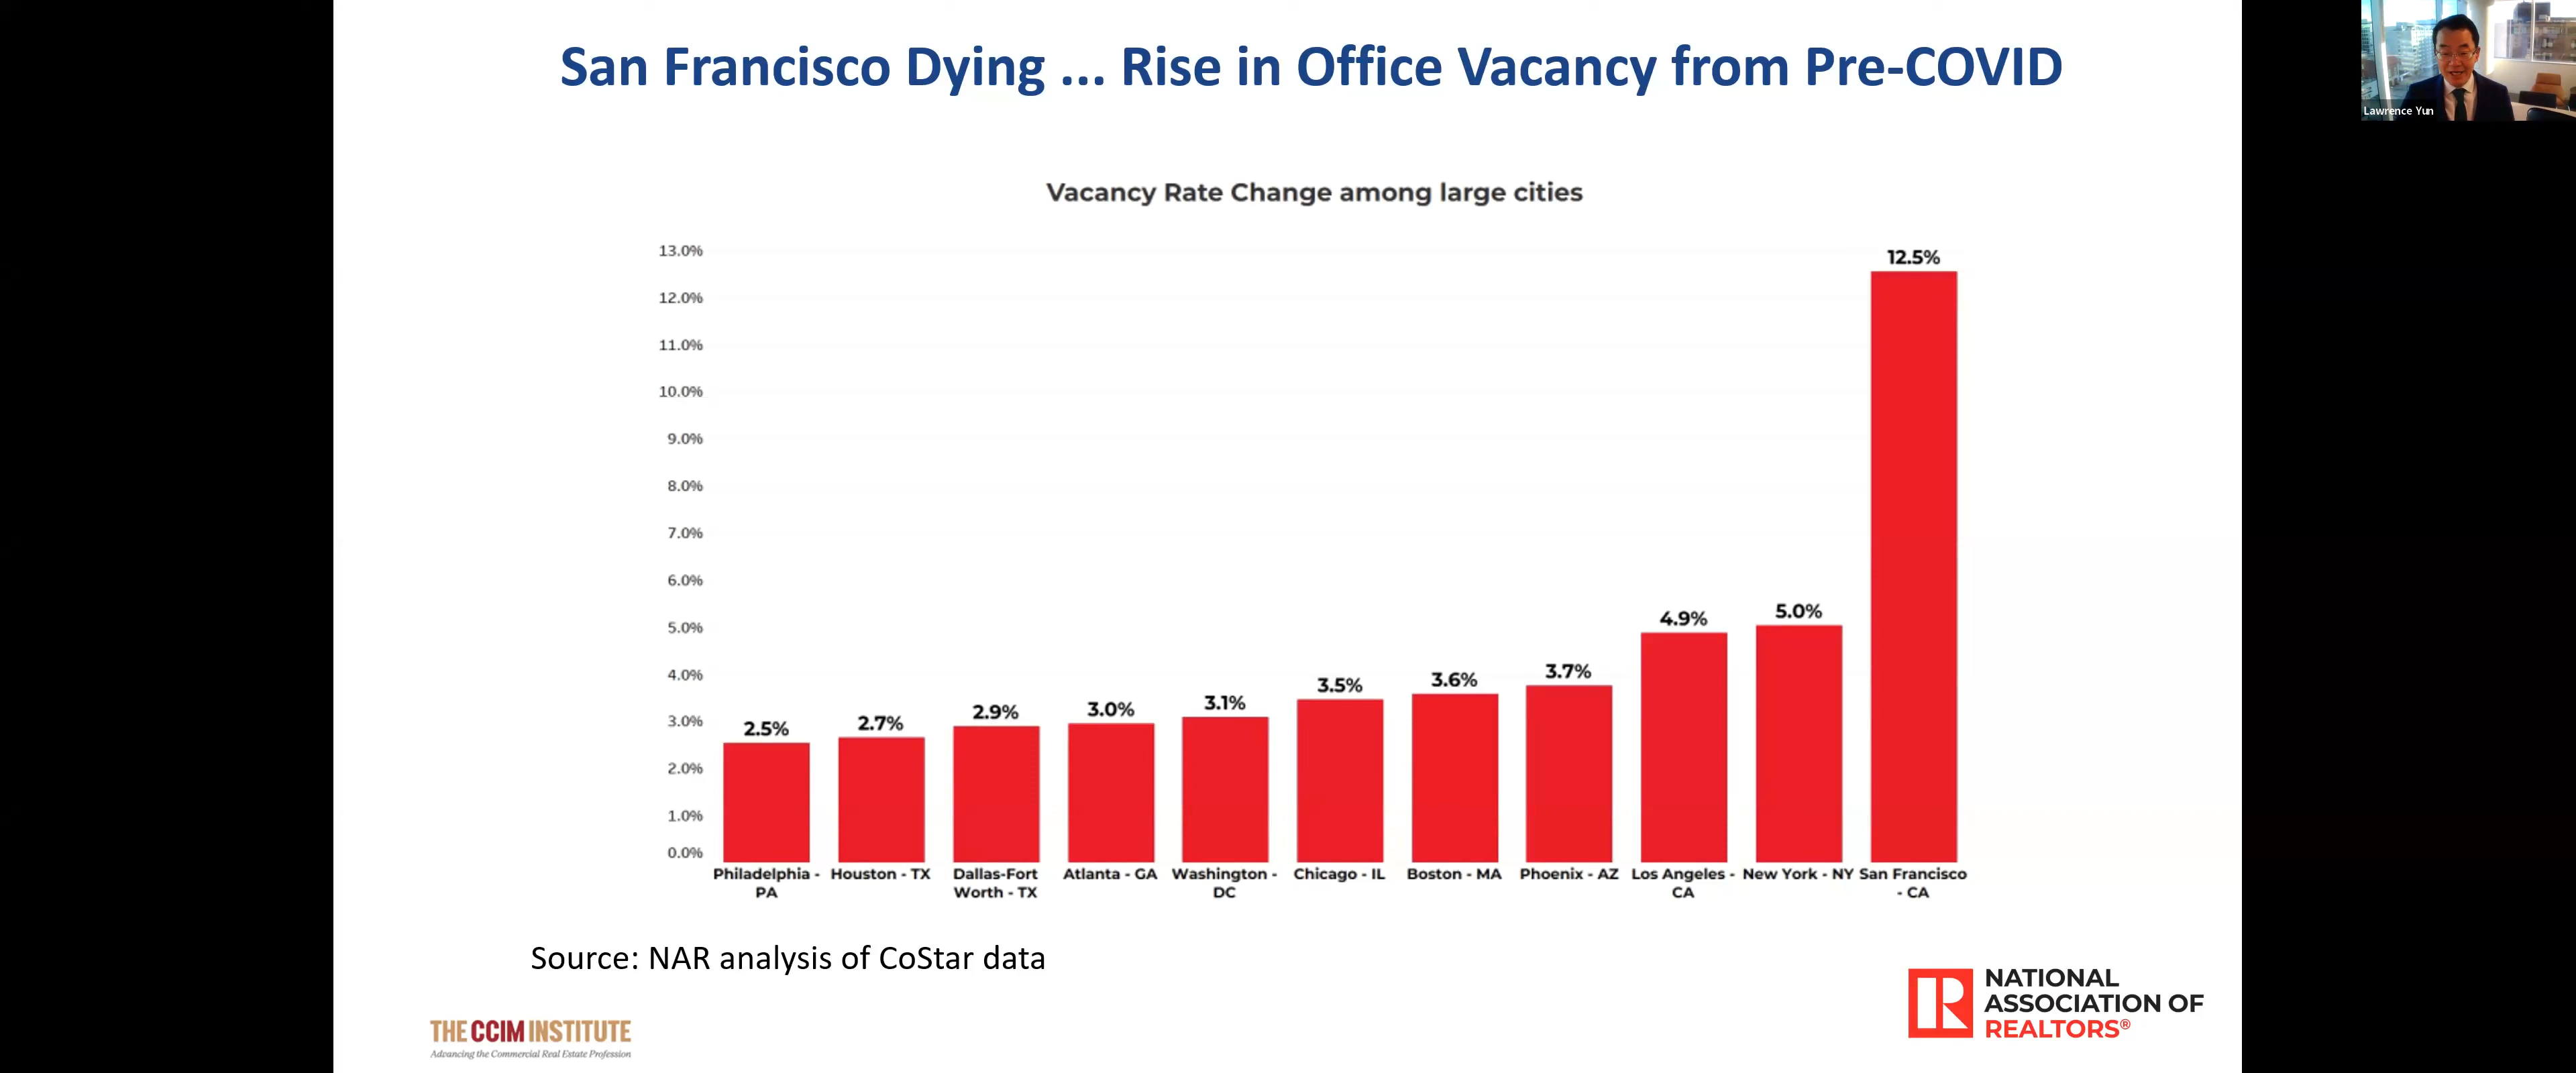 San Francisco Dying ... Rise in Office Vacancy from Pre-COVID
Lawrence Yun
Vacancy Rate Change among large cities
13.0%
12.0%
11.0%
10.0%
9.0%
8.0%
7.0%
6.0%
5.0%
4.0%
3.0%
2.0%
1.0%
0.0%
2.5%
2.7%
2.9%
3.0%
3.1%
3.5%
3.6%
3.7%
4.9%
5.0%
12.5%
Philadelphia -
PA
Houston - TX
Dallas-Fort
Worth - TX
Atlanta - GA
Washington -
DC
Chicago - IL
Boston - MA
Phoenix - AZ
Los Angeles -
CA
New York - NY
San Francisco
- CA
Source: NAR analysis of CoStar data
THE CCIM INSTITUTE
Advancing the Commercial Real Estate Profession
R
NATIONAL
ASSOCIATION OF
REALTORS®